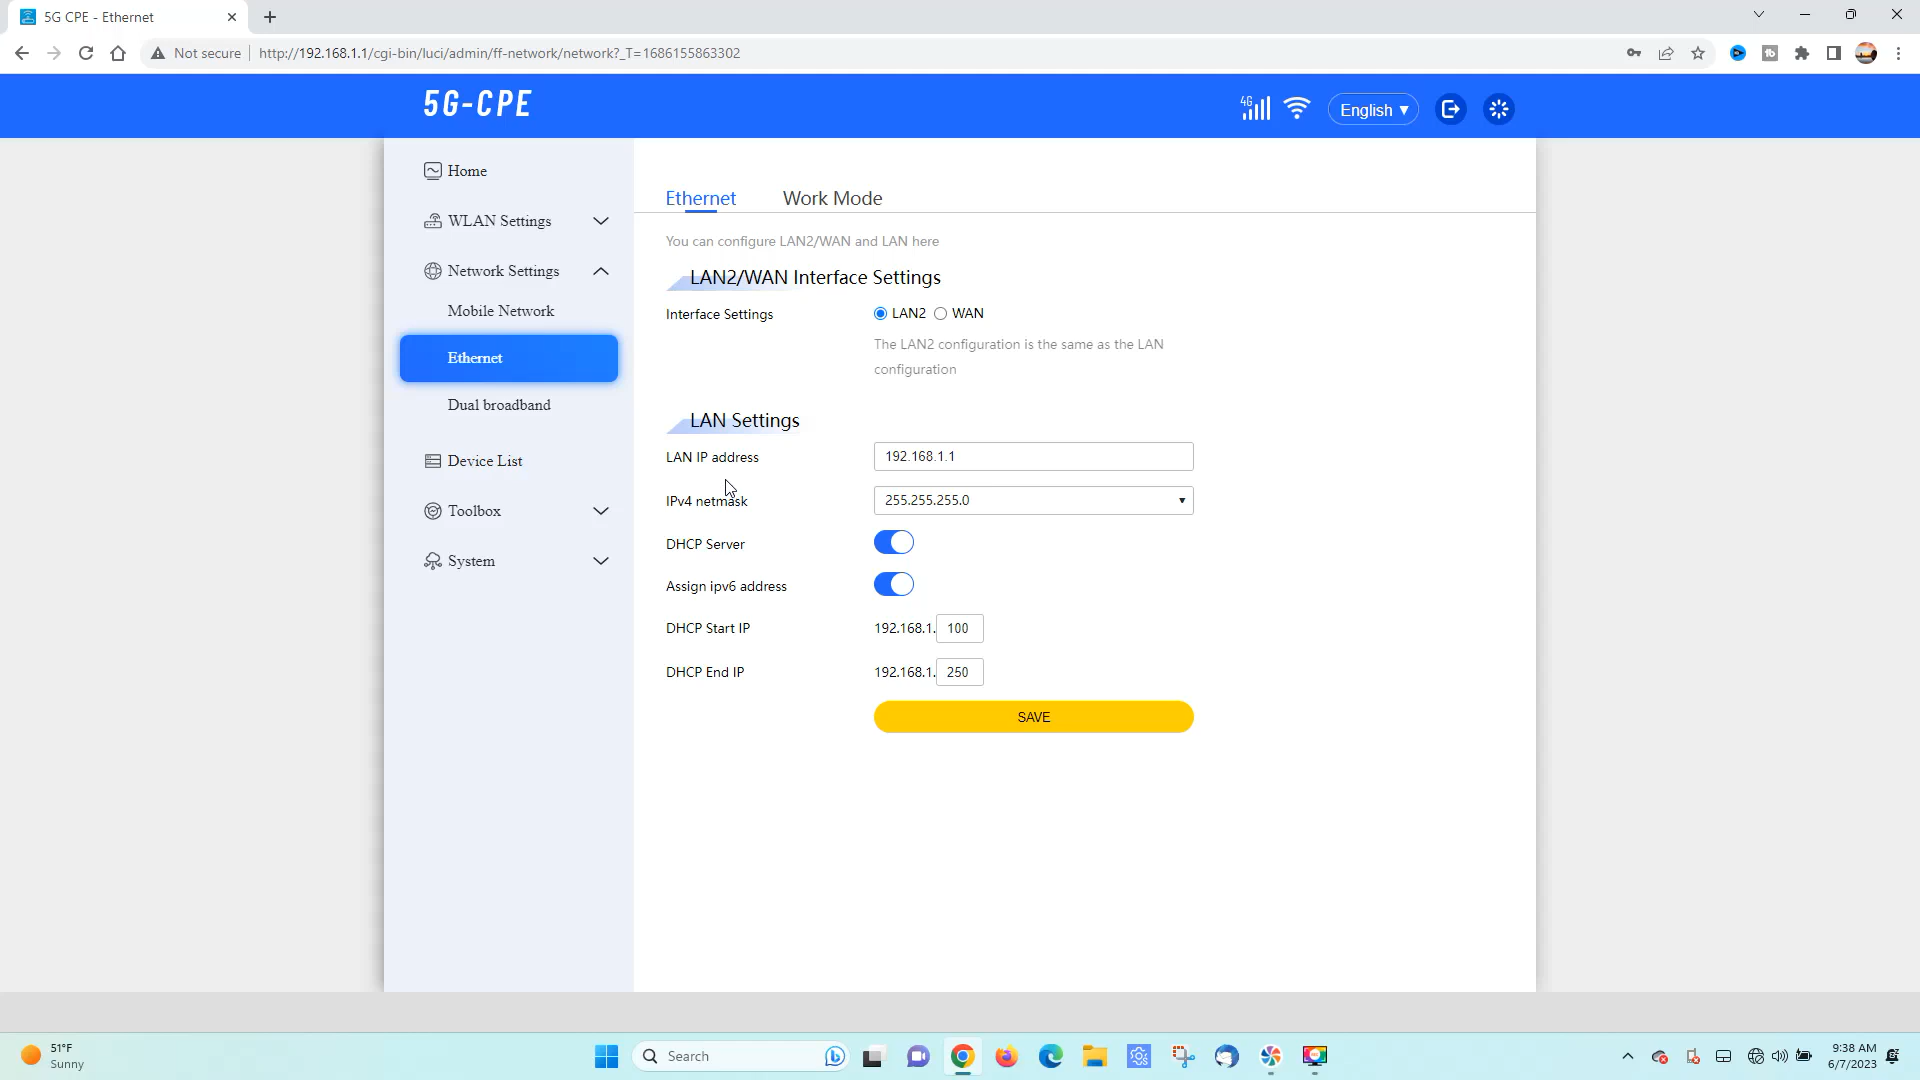 5G CPE - Ethernet
Not secure
http://192.168.1.1/cgi-bin/luci/admin/ff-network/network?_T=1686155863302
5G-CPE
4G
English ▼
Home
WLAN Settings
Network Settings
Mobile Network
Ethernet
Dual broadband
Device List
Toolbox
System
Ethernet
Work Mode
You can configure LAN2/WAN and LAN here
LAN2/WAN Interface Settings
Interface Settings
LAN2
WAN
The LAN2 configuration is the same as the LAN
configuration
LAN Settings
LAN IP address
192.168.1.1
IPv4 netmask
255.255.255.0
DHCP Server
Assign ipv6 address
DHCP Start IP
192.168.1. 100
DHCP End IP
192.168.1. 250
SAVE
51°F
Sunny
Search
9:38 AM
6/7/2023